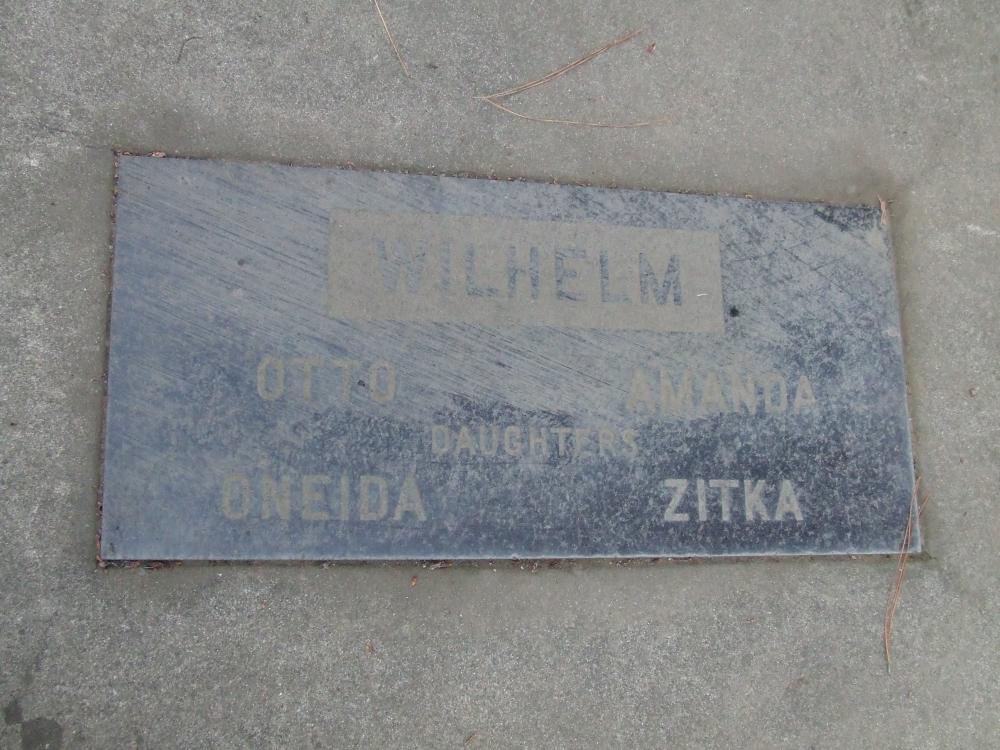 WILHELM
OTTO AMANDA
DAUGHTERS
ONEIDA ZITKA